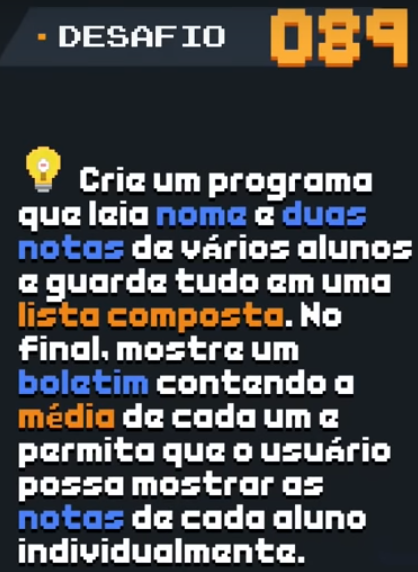 DESAFIO 089
Crie um programa
que leia nome e duas
notas de vários alunos
e guarde tudo em uma
lista composta. No
final, mostre um
boletim contendo a
média de cada um e
permita que o usuário
possa mostrar as
notas de cada aluno
individualmente.